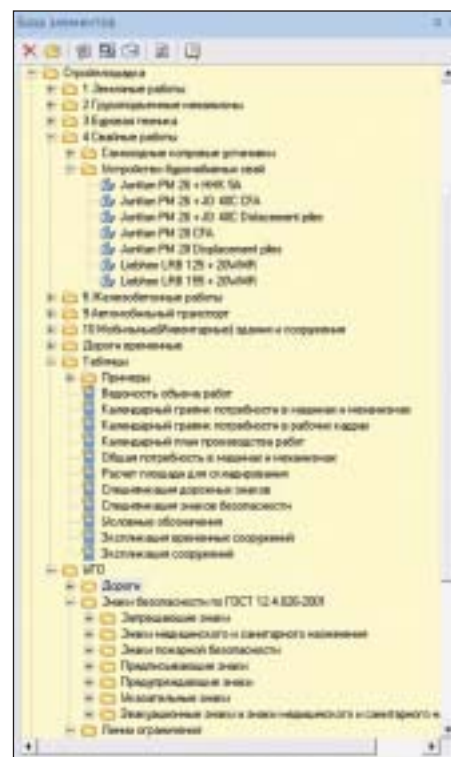 База элементов
Стройплощадка
1 Земляные работы
2 Грузоподъемные механизмы
3 Буровая техника
4 Свайные работы
Самоходные копровые установки
Устройство буронабивных свай
Junttan PM 26 + HHK 5A
Junttan PM 26 + JD 40C CFA
Junttan PM 26 + JD 40C Dislacement piles
Junttan PM 28 CFA
Junttan PM 28 Displacement piles
Liebherr LRB 125 +
Liebherr LRB 155 +
Железобетонные работы
9 Автомобильный транспорт
10 Мобильные(Инвентарные) здания и сооружения
Дороги временные
Таблицы
Примеры
Ведомость объема работ
Календарный график потребности в машинах и механизмах
Календарный график потребности в рабочих кадрах
Календарный план производства работ
Общая потребность в машинах и механизмах
Расчет площади для складирования
Спецификация дорожных знаков
Спецификация знаков безопасности
Условные обозначения
Экспликация временных сооружений
Экспликация сооружений
Дороги
Знаки безопасности по ГОСТ 12.4.026-2001
Запрещающие знаки
Знаки медицинского и санитарного назначения
Знаки пожарной безопасности
Предписывающие знаки
Предупреждающие знаки
Указательные знаки
Эвакуационные знаки и знаки медицинского и санитарного н
Линии ограничения